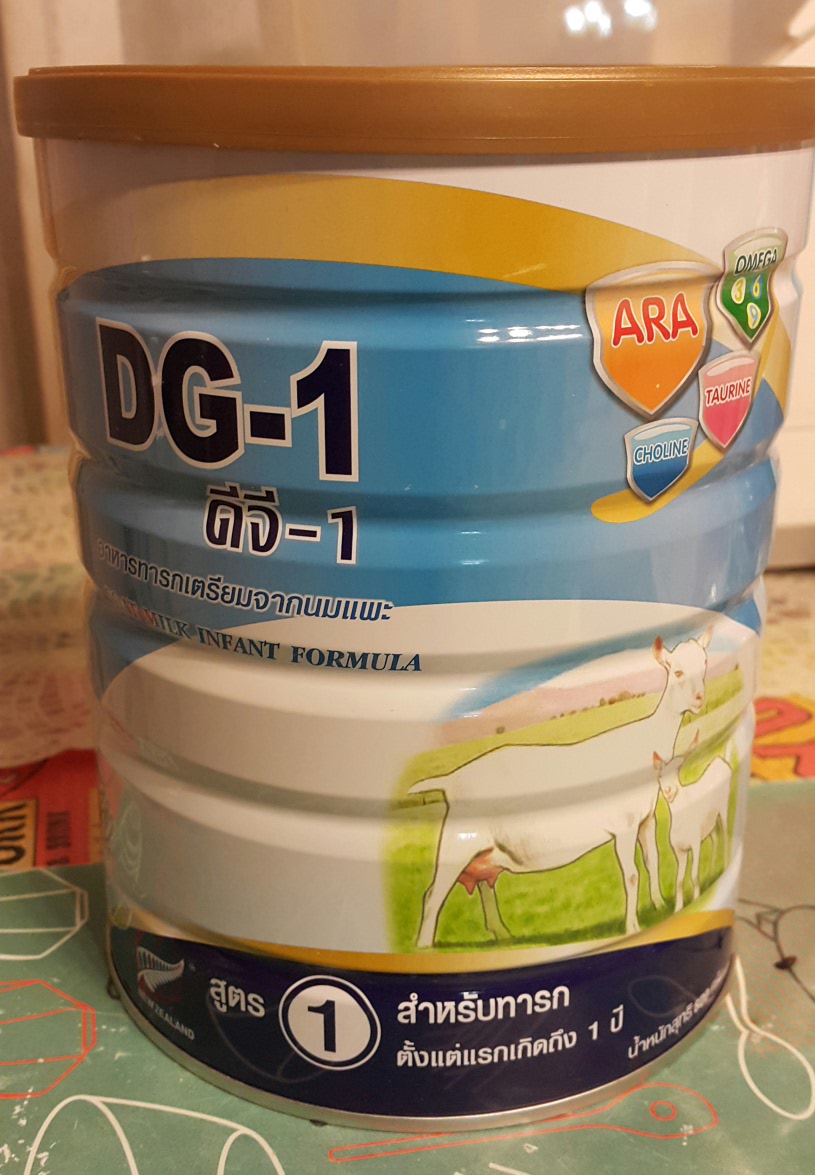 DG-1
ดีจี-1
อาหารทารกเตรียมจากนมแพะ
MILK INFANT FORMULA
ARA
OMEGA
3 6
9
TAURINE
CHOLINE
NEW ZEALAND
สูตร
1
สำหรับทารก
ตั้งแต่แรกเกิดถึง 1 ปี
น้ำหนักสุทธิ